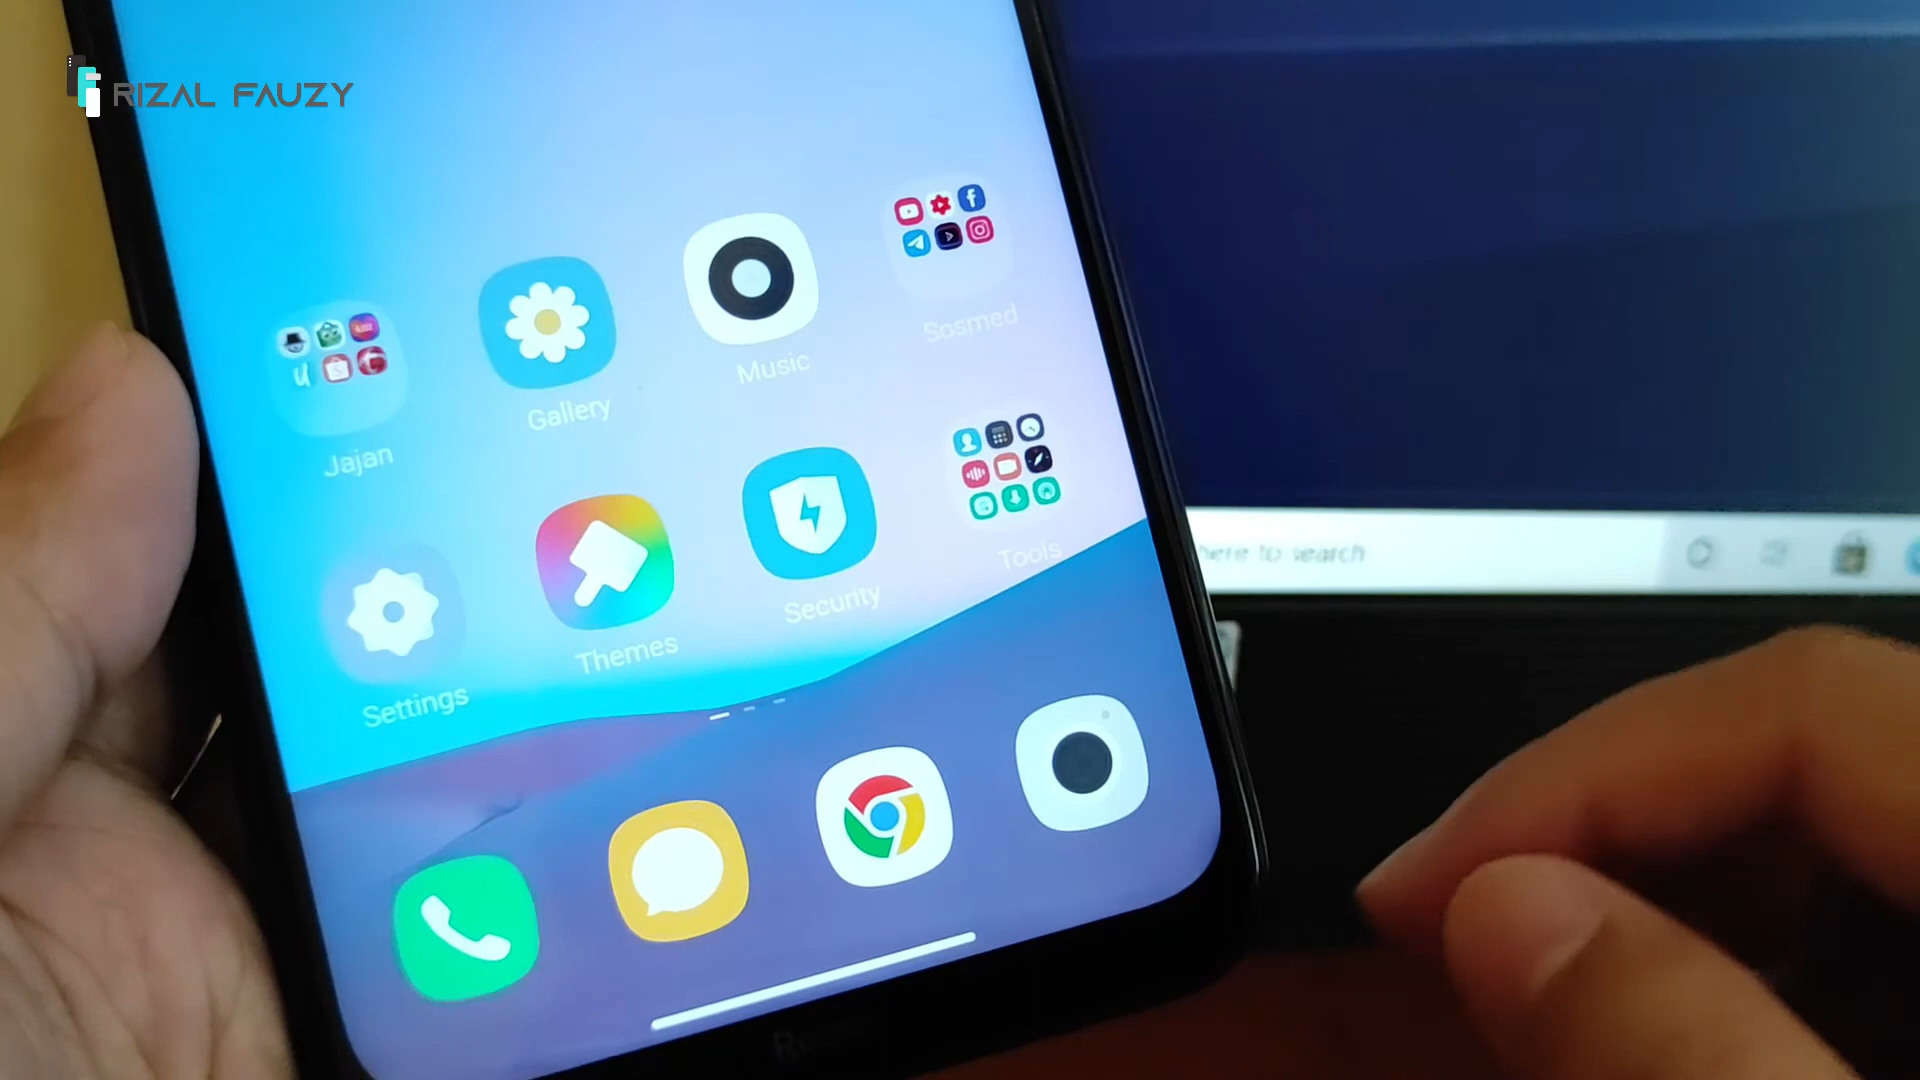 RIZAL FAUZY
Jajan
Gallery
Music
Sosmed
Settings
Themes
Security
Tools
here to search